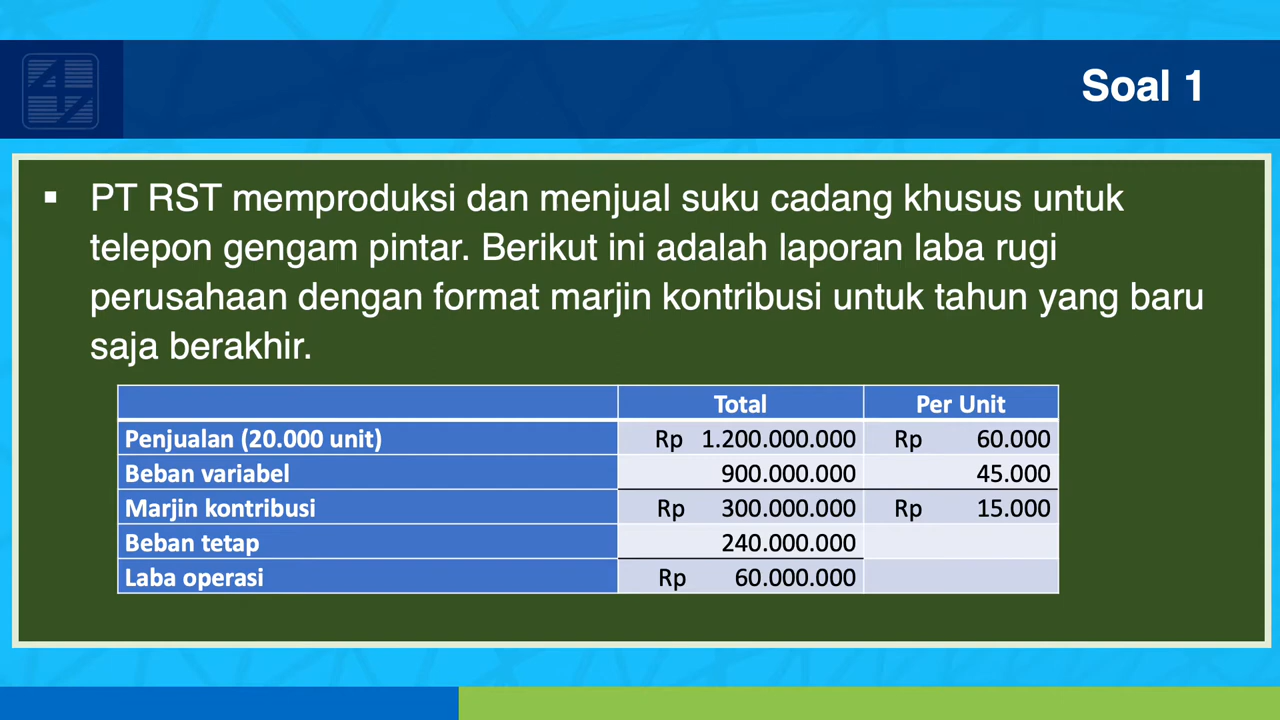 Soal 1
▪ PT RST memproduksi dan menjual suku cadang khusus untuk
telepon gengam pintar. Berikut ini adalah laporan laba rugi
perusahaan dengan format marjin kontribusi untuk tahun yang baru
saja berakhir.
Total Per Unit
Penjualan (20.000 unit) Rp 1.200.000.000 Rp 60.000
Beban variabel 900.000.000 45.000
Marjin kontribusi Rp 300.000.000 Rp 15.000
Beban tetap 240.000.000
Laba operasi Rp 60.000.000